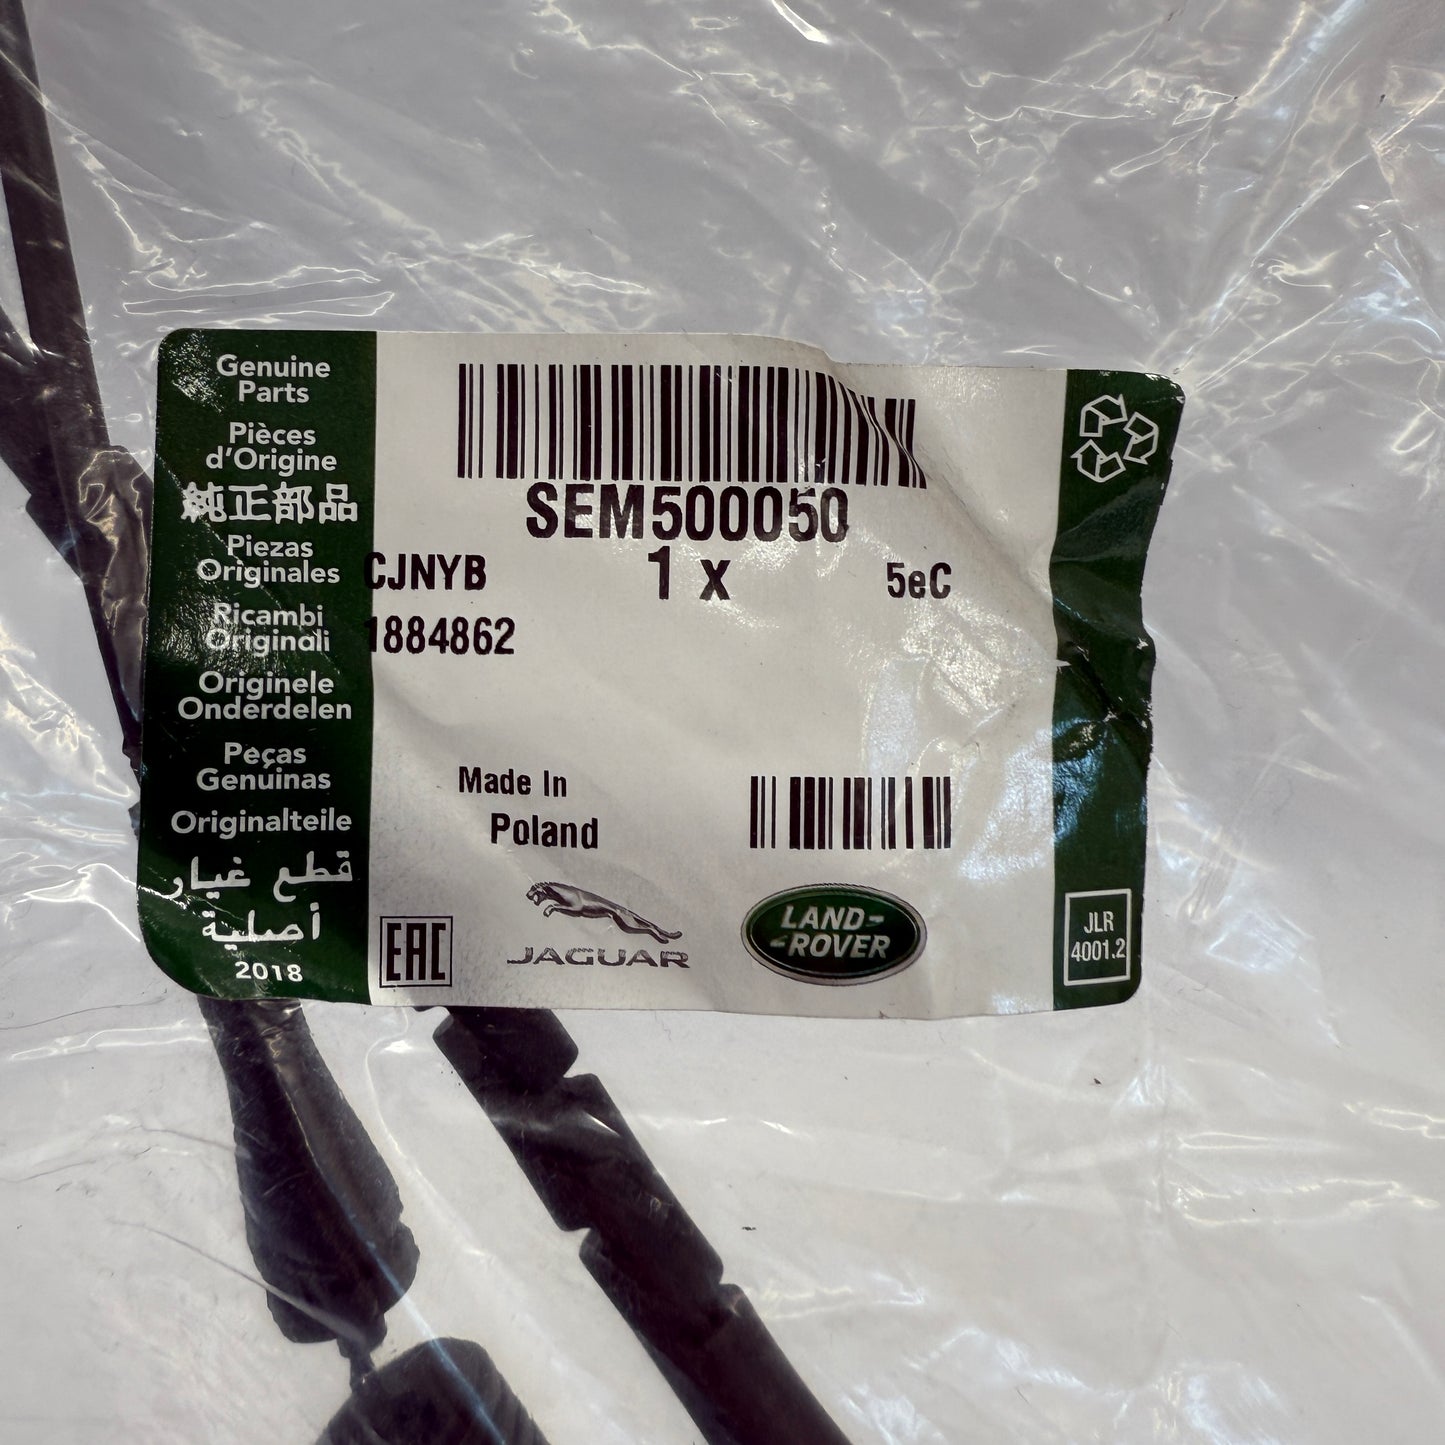 Genuine
Parts
Pièces
d'Origine
純正部品
Piezas
Originales
Ricambi
Originali
Originele
Onderdelen
Peças
Genuinas
Originalteile
قطع غيار
أصلية
2018
SEM500050
CJNYB 1 x 5eC
1884862
Made In
Poland
EAC
JAGUAR
LAND-
-ROVER
JLR
4001.2